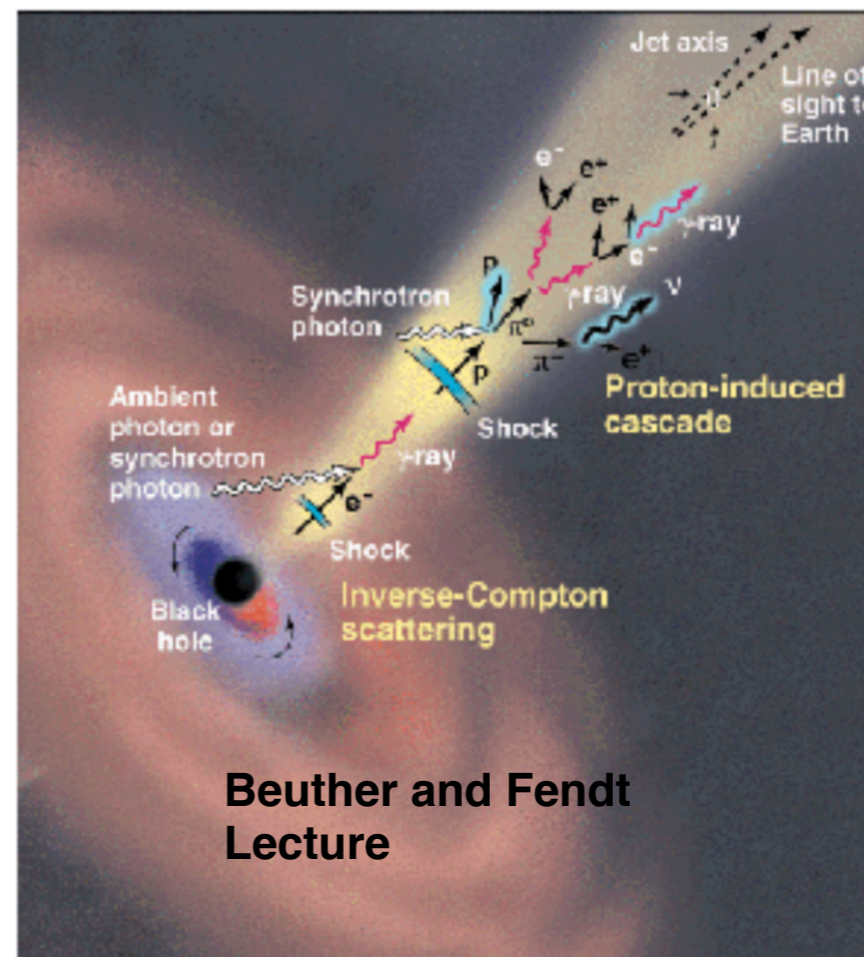 Jet axis
Line of
sight to
Earth
θ
e⁻
e⁺
e⁺
γ-ray
e⁻
p
Synchrotron
photon
γ-ray
ν
π⁰
π⁻
e⁺
p
Proton-induced
cascade
Ambient
photon or
synchrotron
photon
Shock
γ-ray
e⁻
Shock
Black
hole
Inverse-Compton
scattering
Beuther and Fendt
Lecture